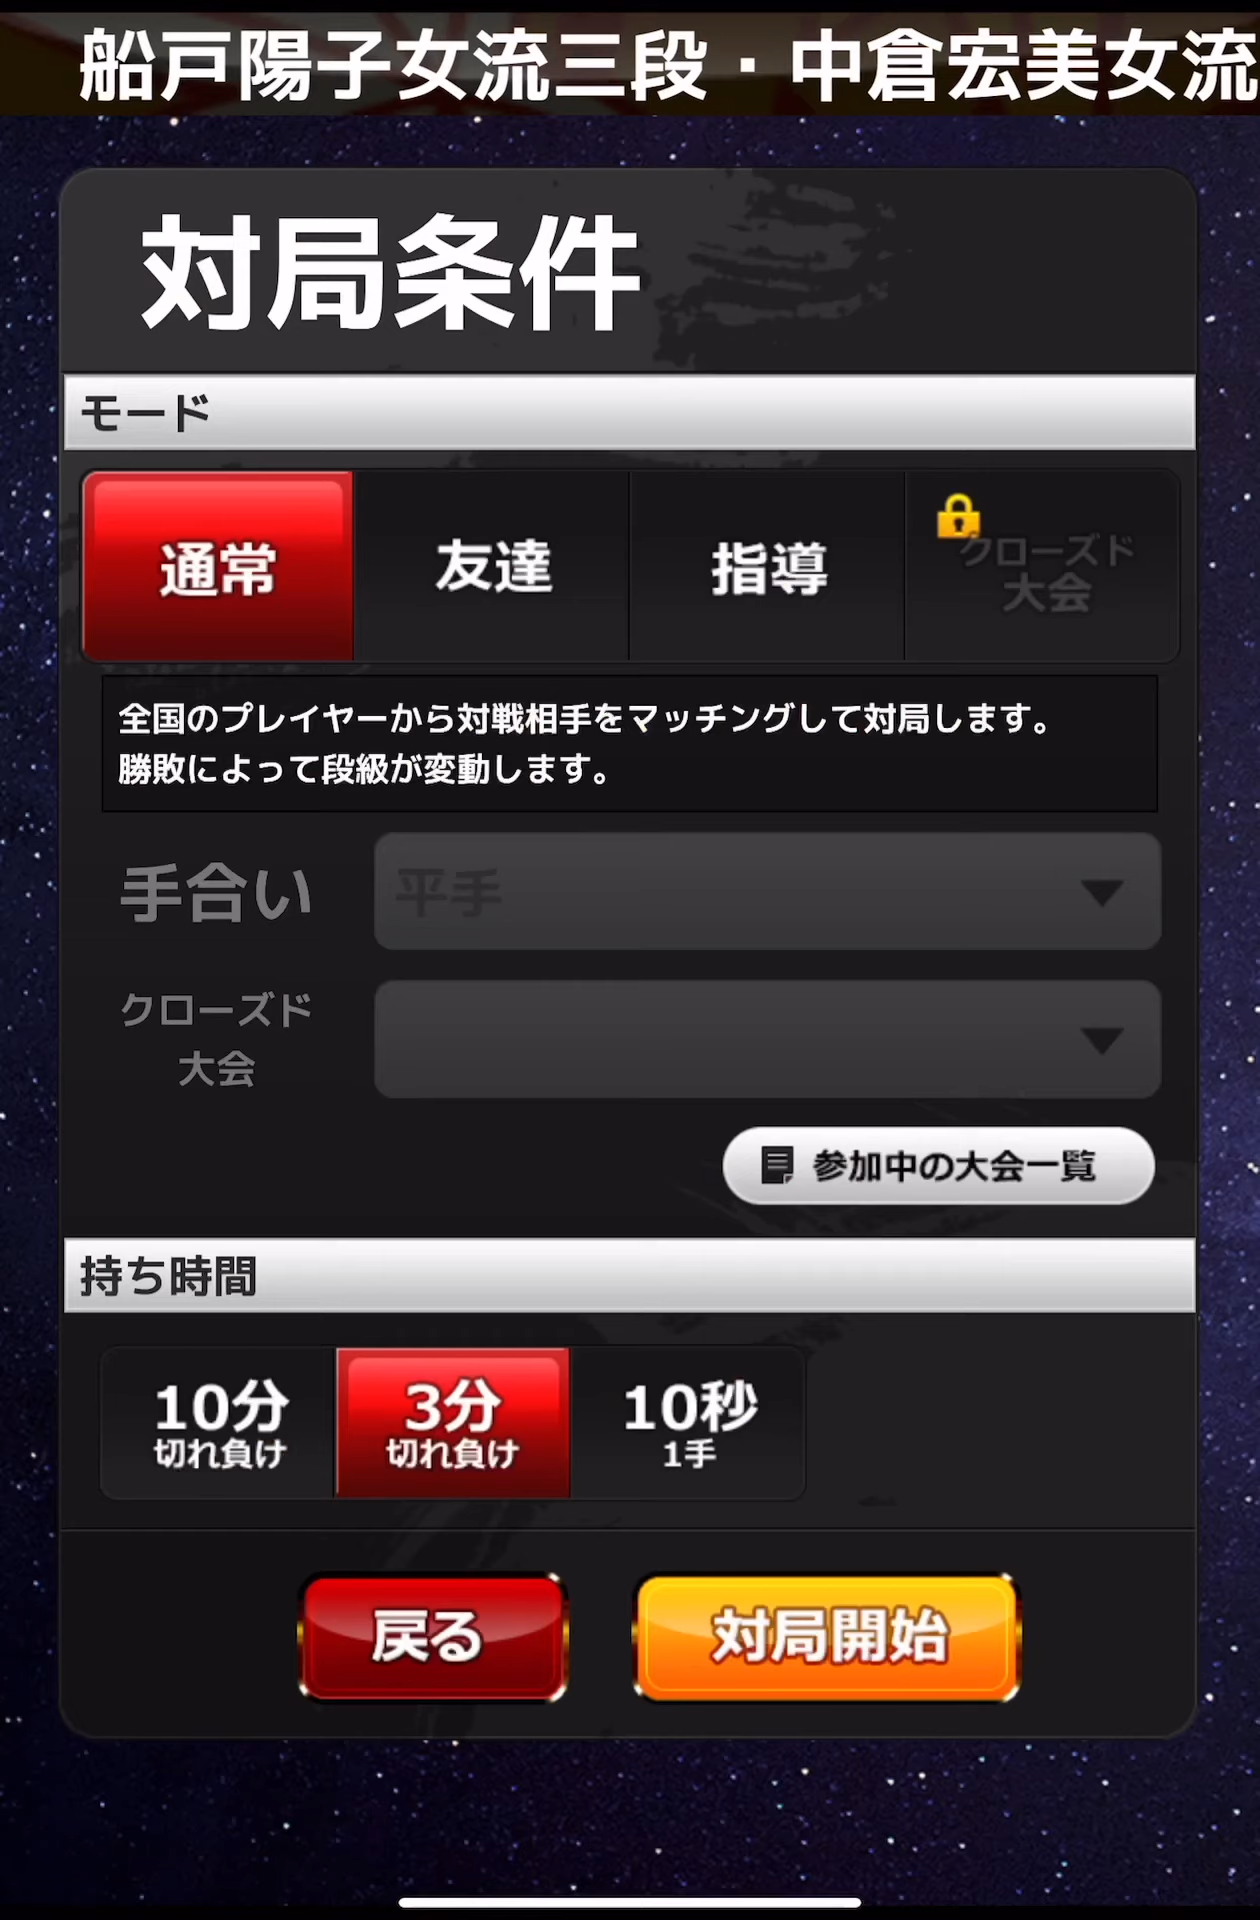 船戸陽子女流三段・中倉宏美女流
対局条件
モード
通常
友達
指導
クローズド
大会
全国のプレイヤーから対戦相手をマッチングして対局します。
勝敗によって段級が変動します。
手合い
平手
クローズド
大会
参加中の大会一覧
持ち時間
10分
切れ負け
3分
切れ負け
10秒
1手
戻る
対局開始